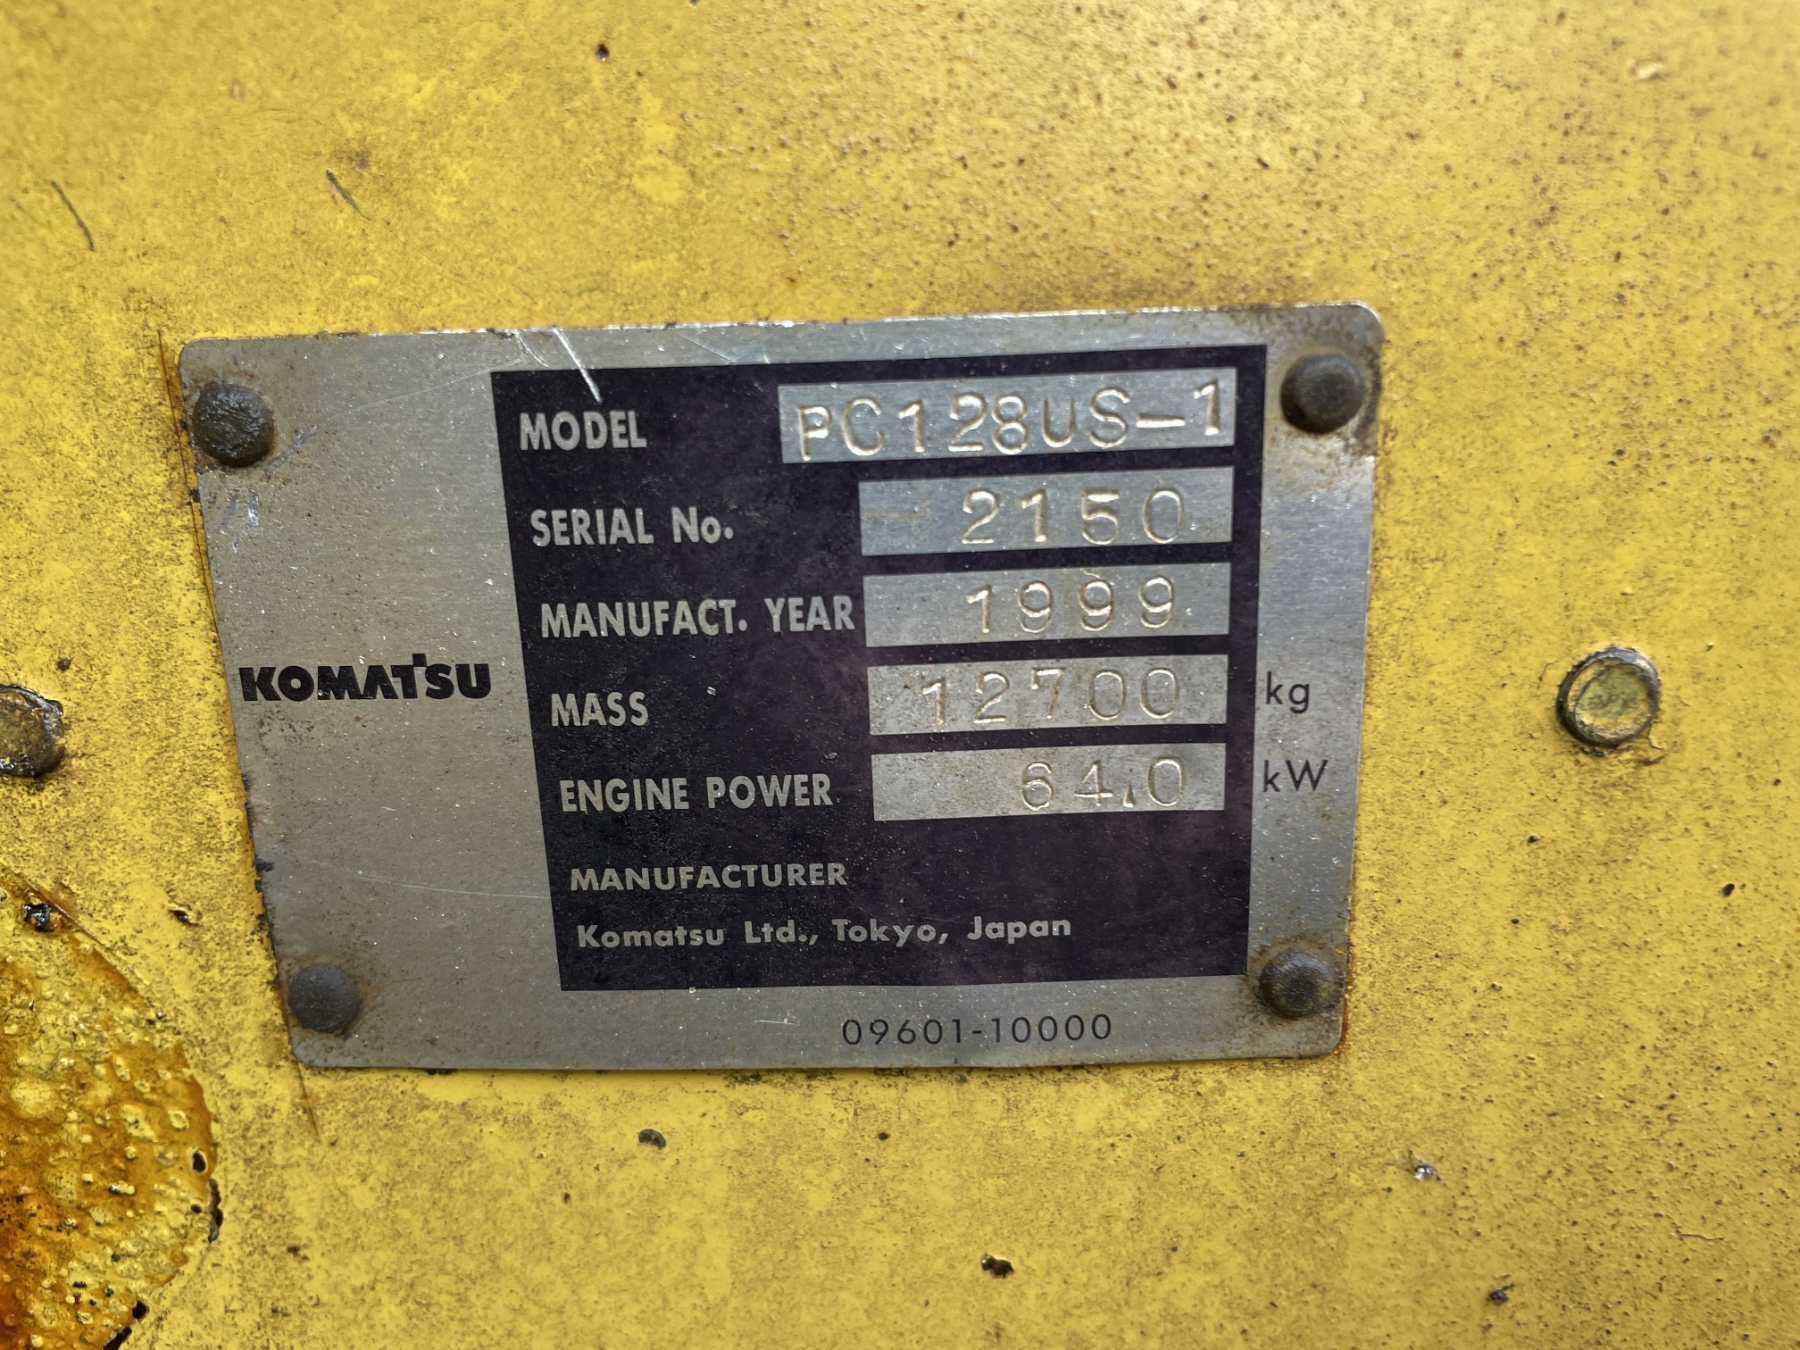 MODEL PC128US-1
SERIAL No. 2150
MANUFACT. YEAR 1999
KOMATSU
MASS 12700 kg
ENGINE POWER 64.0 kW
MANUFACTURER
Komatsu Ltd., Tokyo, Japan
09601-10000